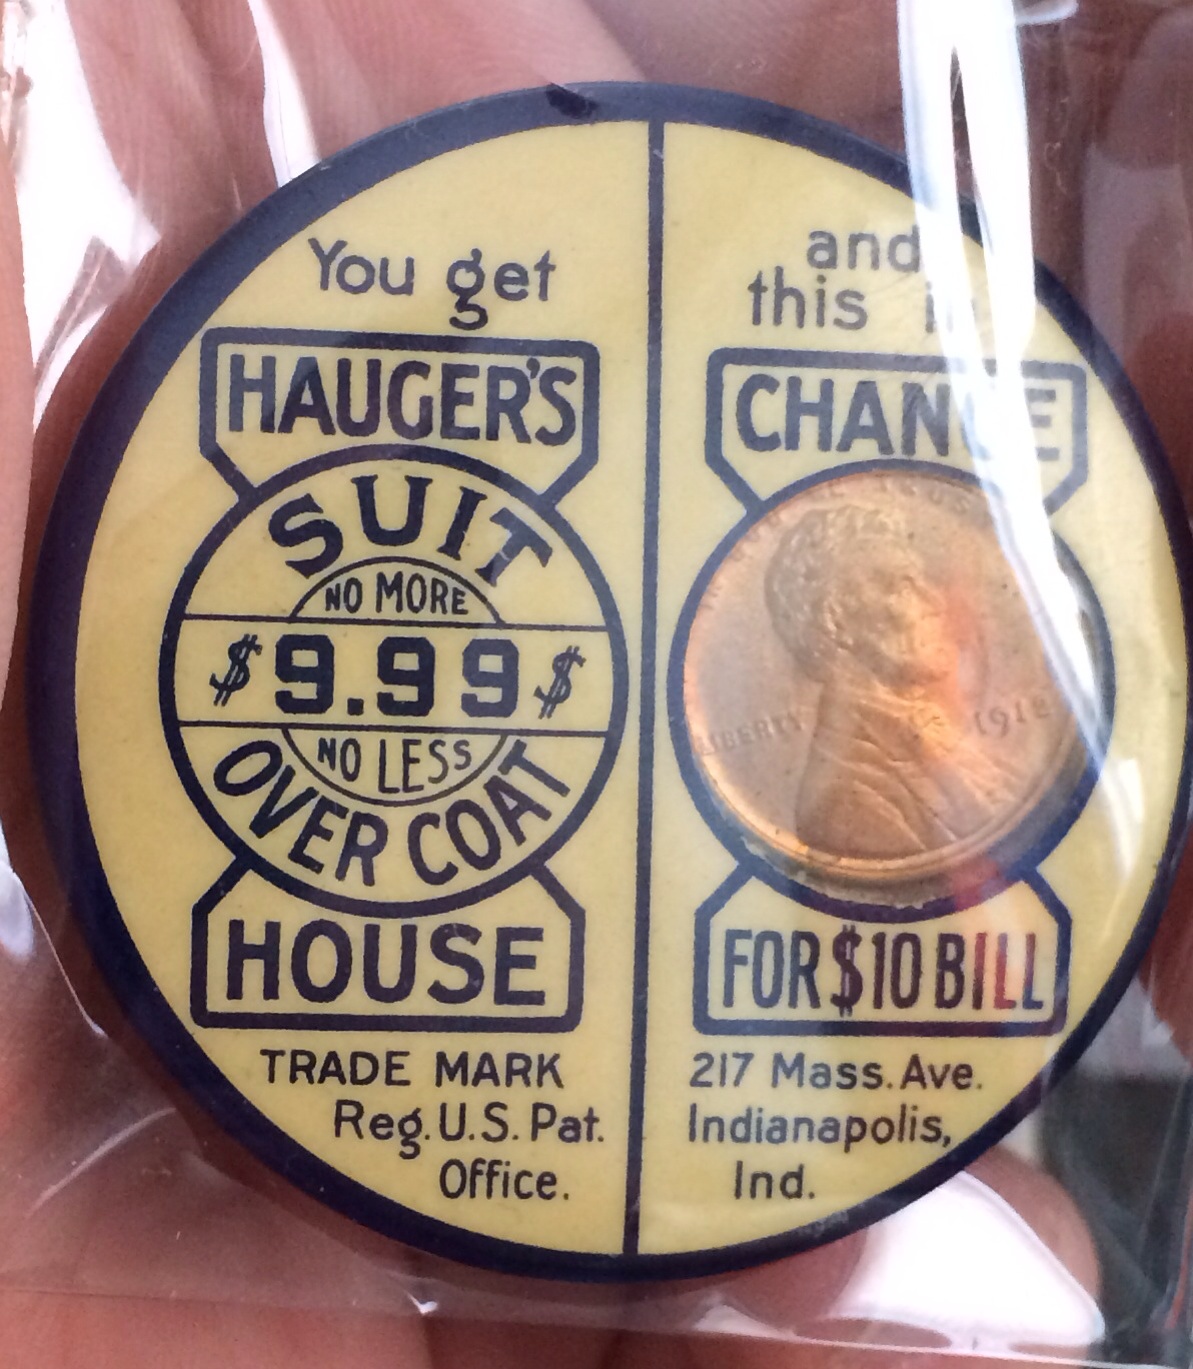 You get
HAUGER'S
SUIT
NO MORE
$ 9.99 $
NO LESS
OVER COAT
HOUSE
TRADE MARK
Reg. U.S. Pat.
Office.
and
this in
CHANGE
LIBERTY
FOR $10 BILL
217 Mass. Ave.
Indianapolis,
Ind.